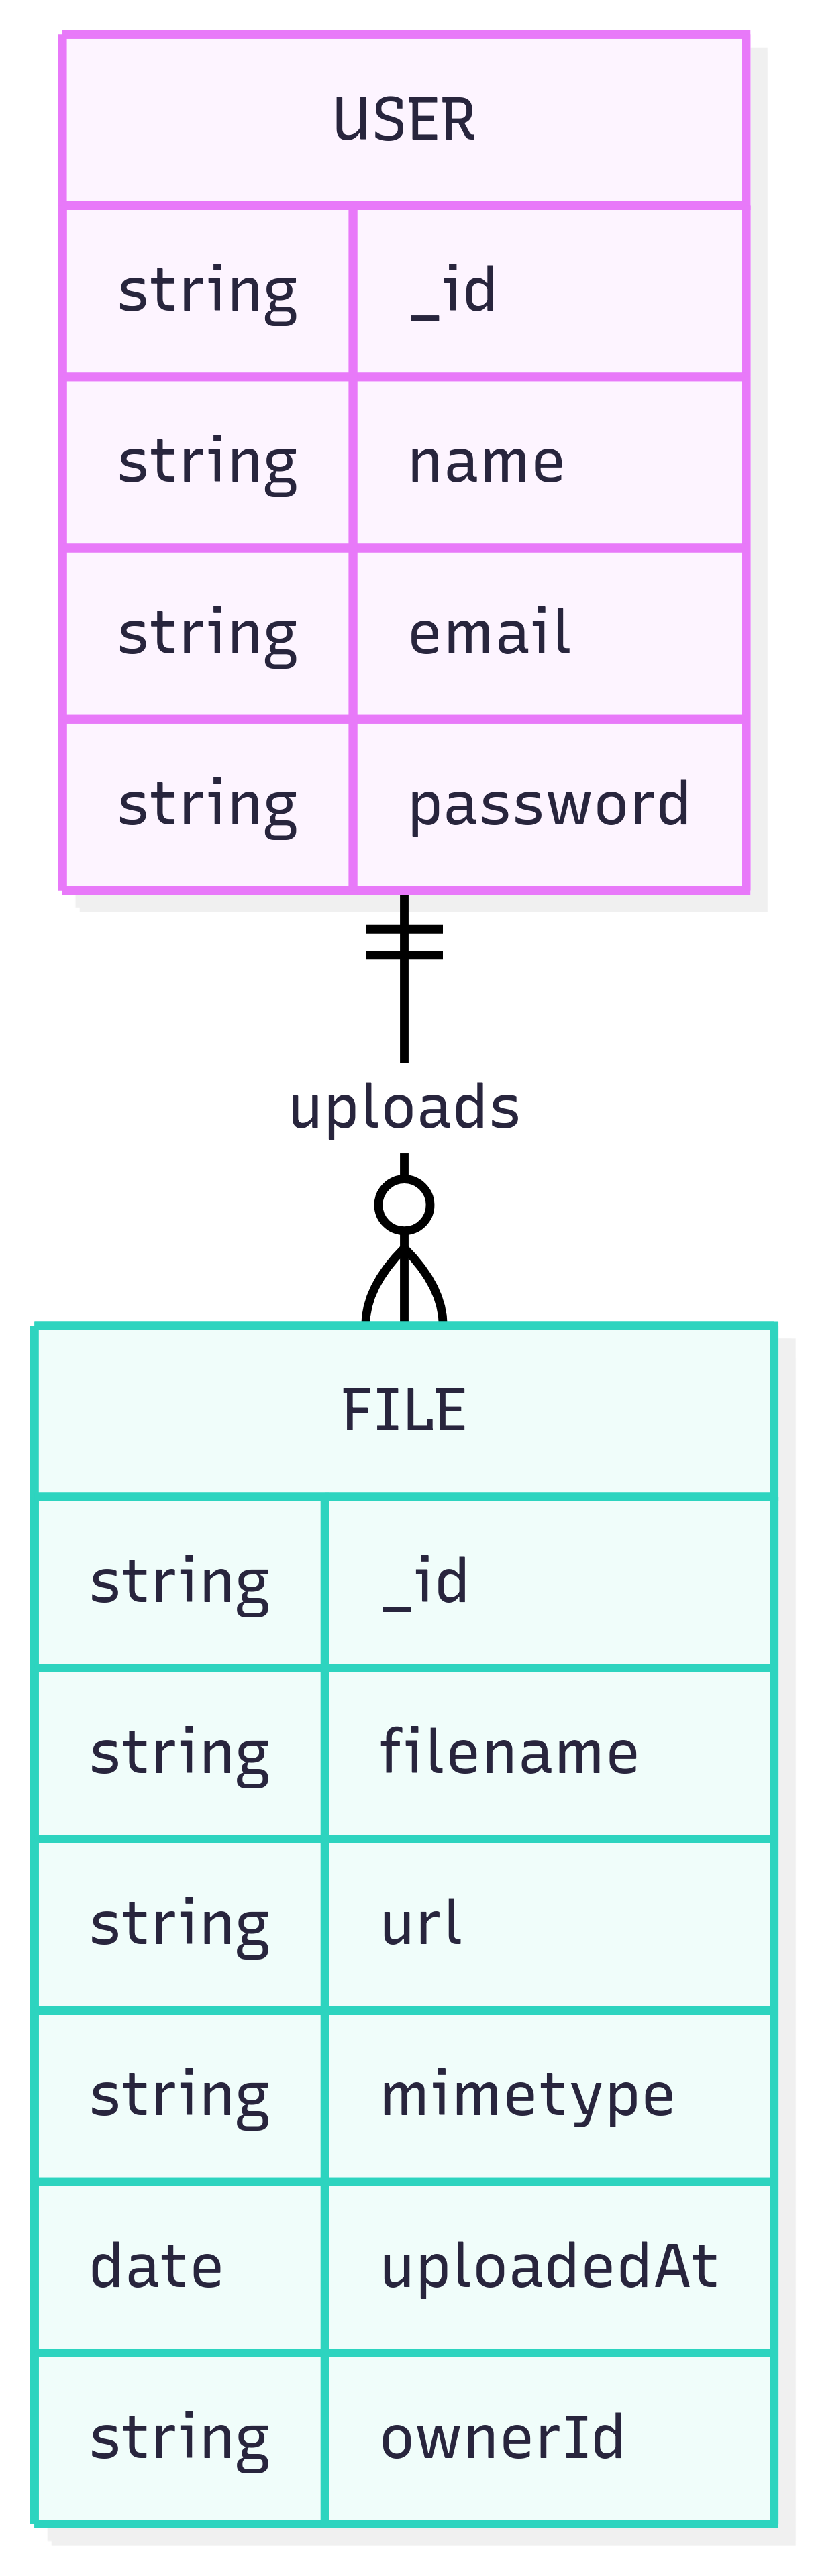 USER
string _id
string name
string email
string password
uploads
FILE
string _id
string filename
string url
string mimetype
date uploadedAt
string ownerId